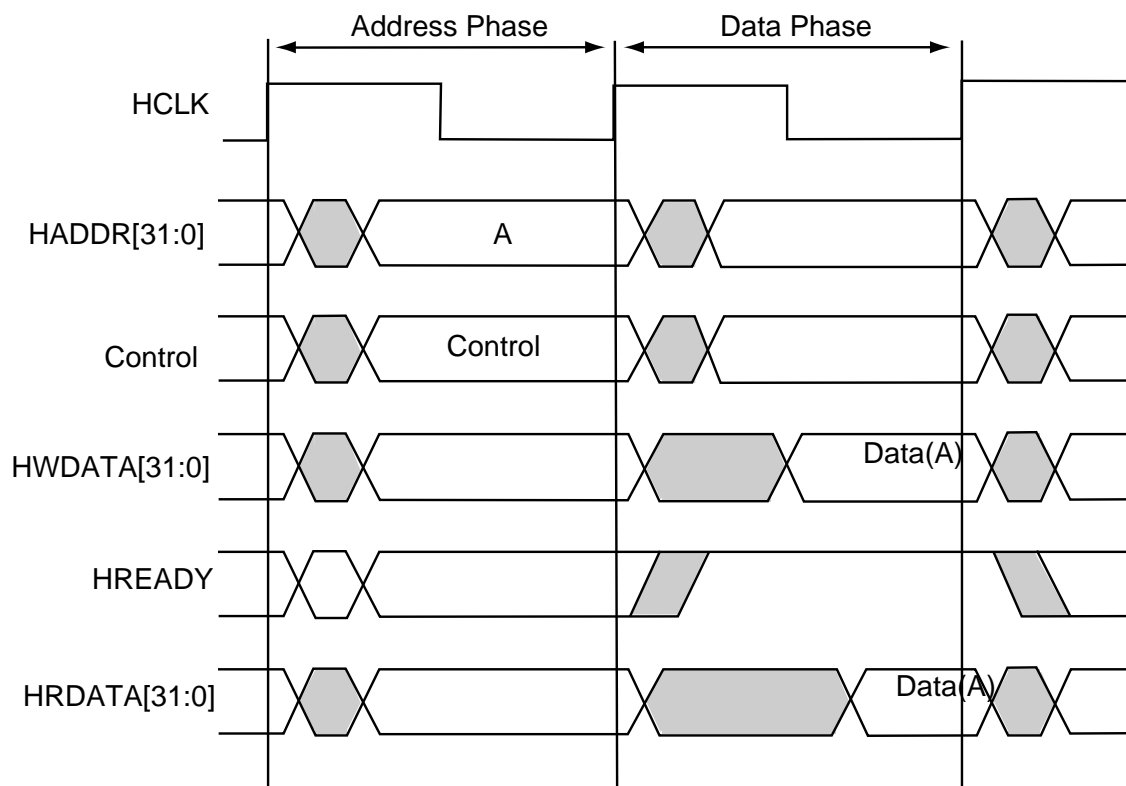 Address Phase Data Phase
HCLK
HADDR[31:0] A
Control Control
HWDATA[31:0] Data(A)
HREADY
HRDATA[31:0] Data(A)